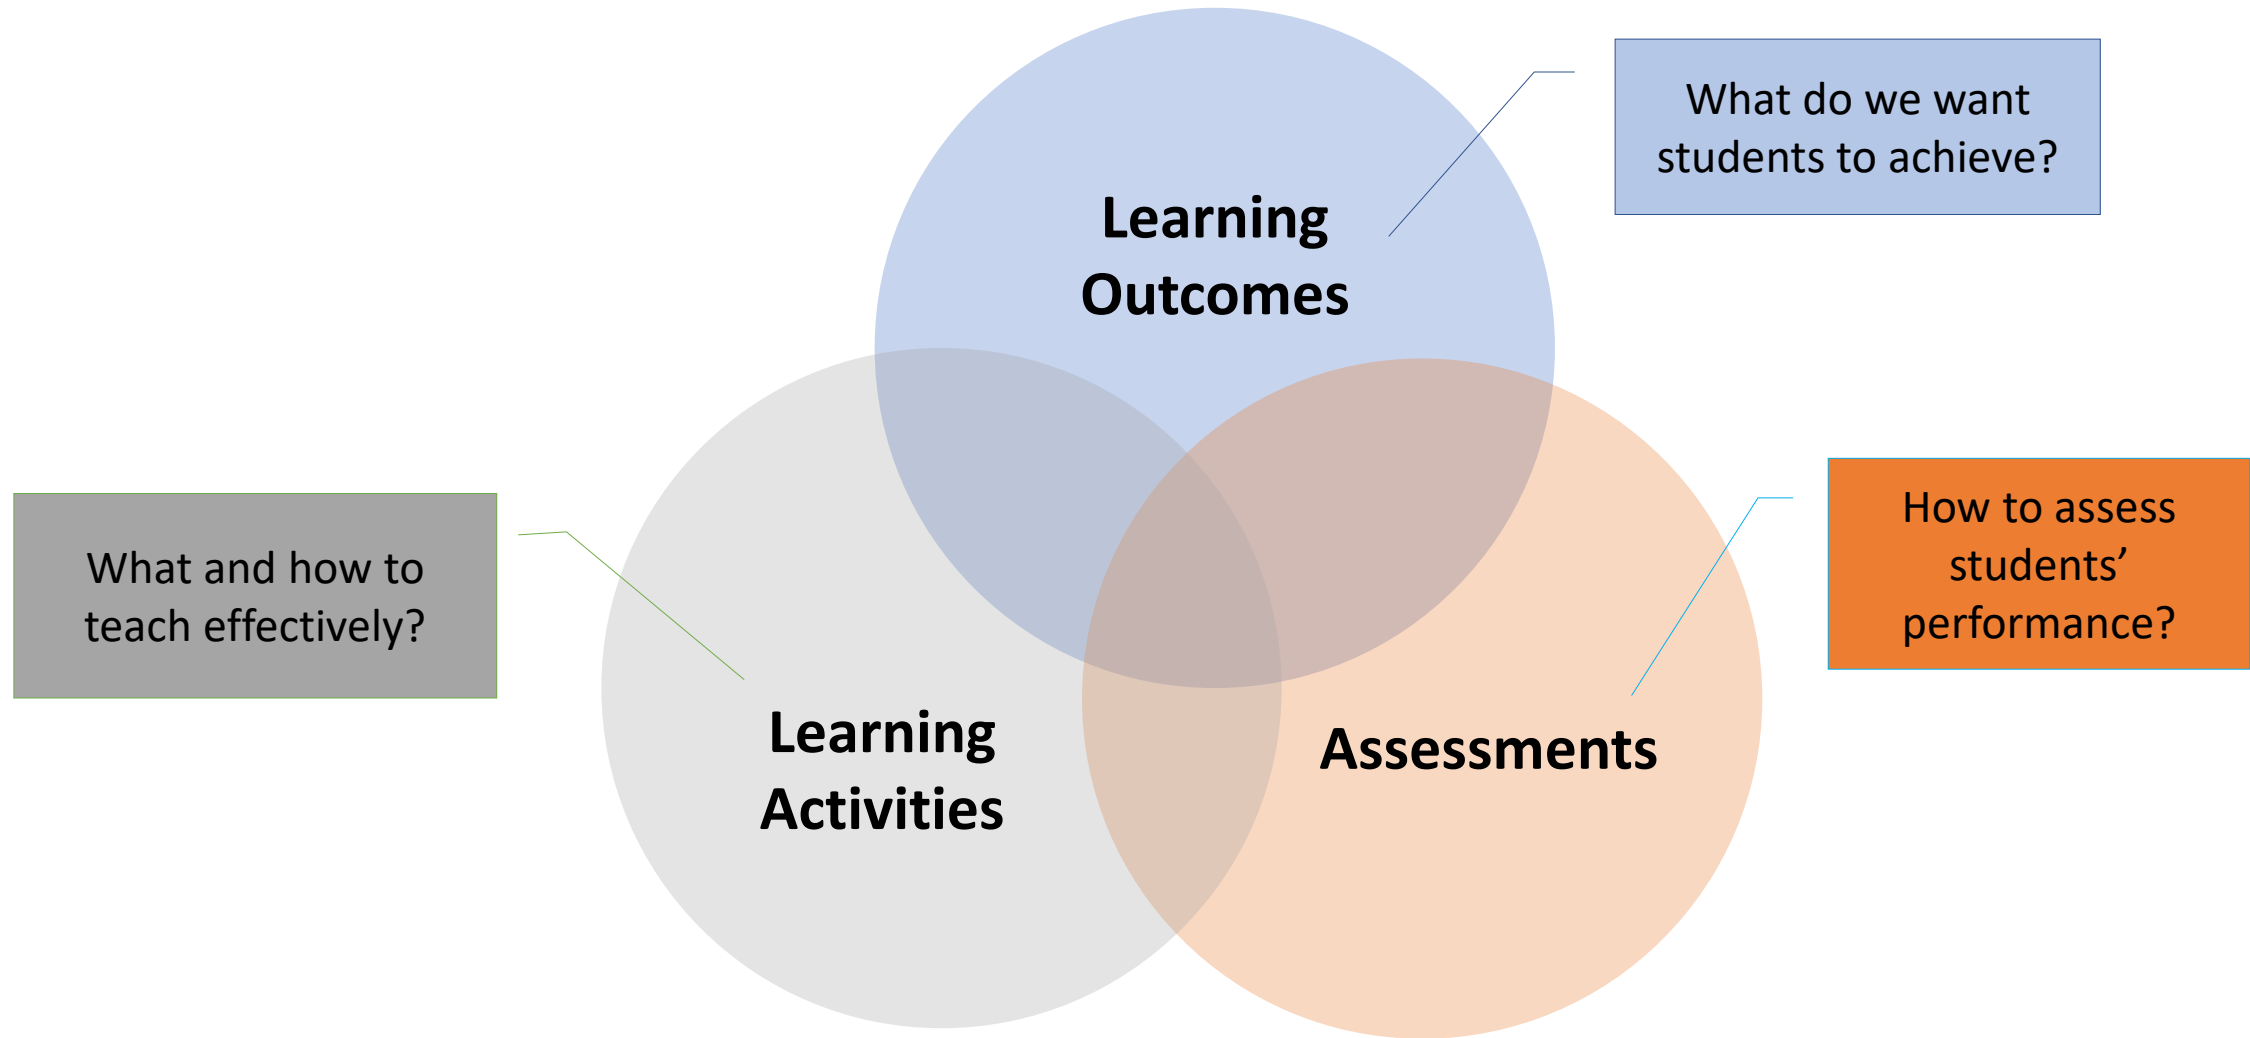 What do we want
students to achieve?
Learning
Outcomes
What and how to
teach effectively?
How to assess
students’
performance?
Learning
Activities
Assessments